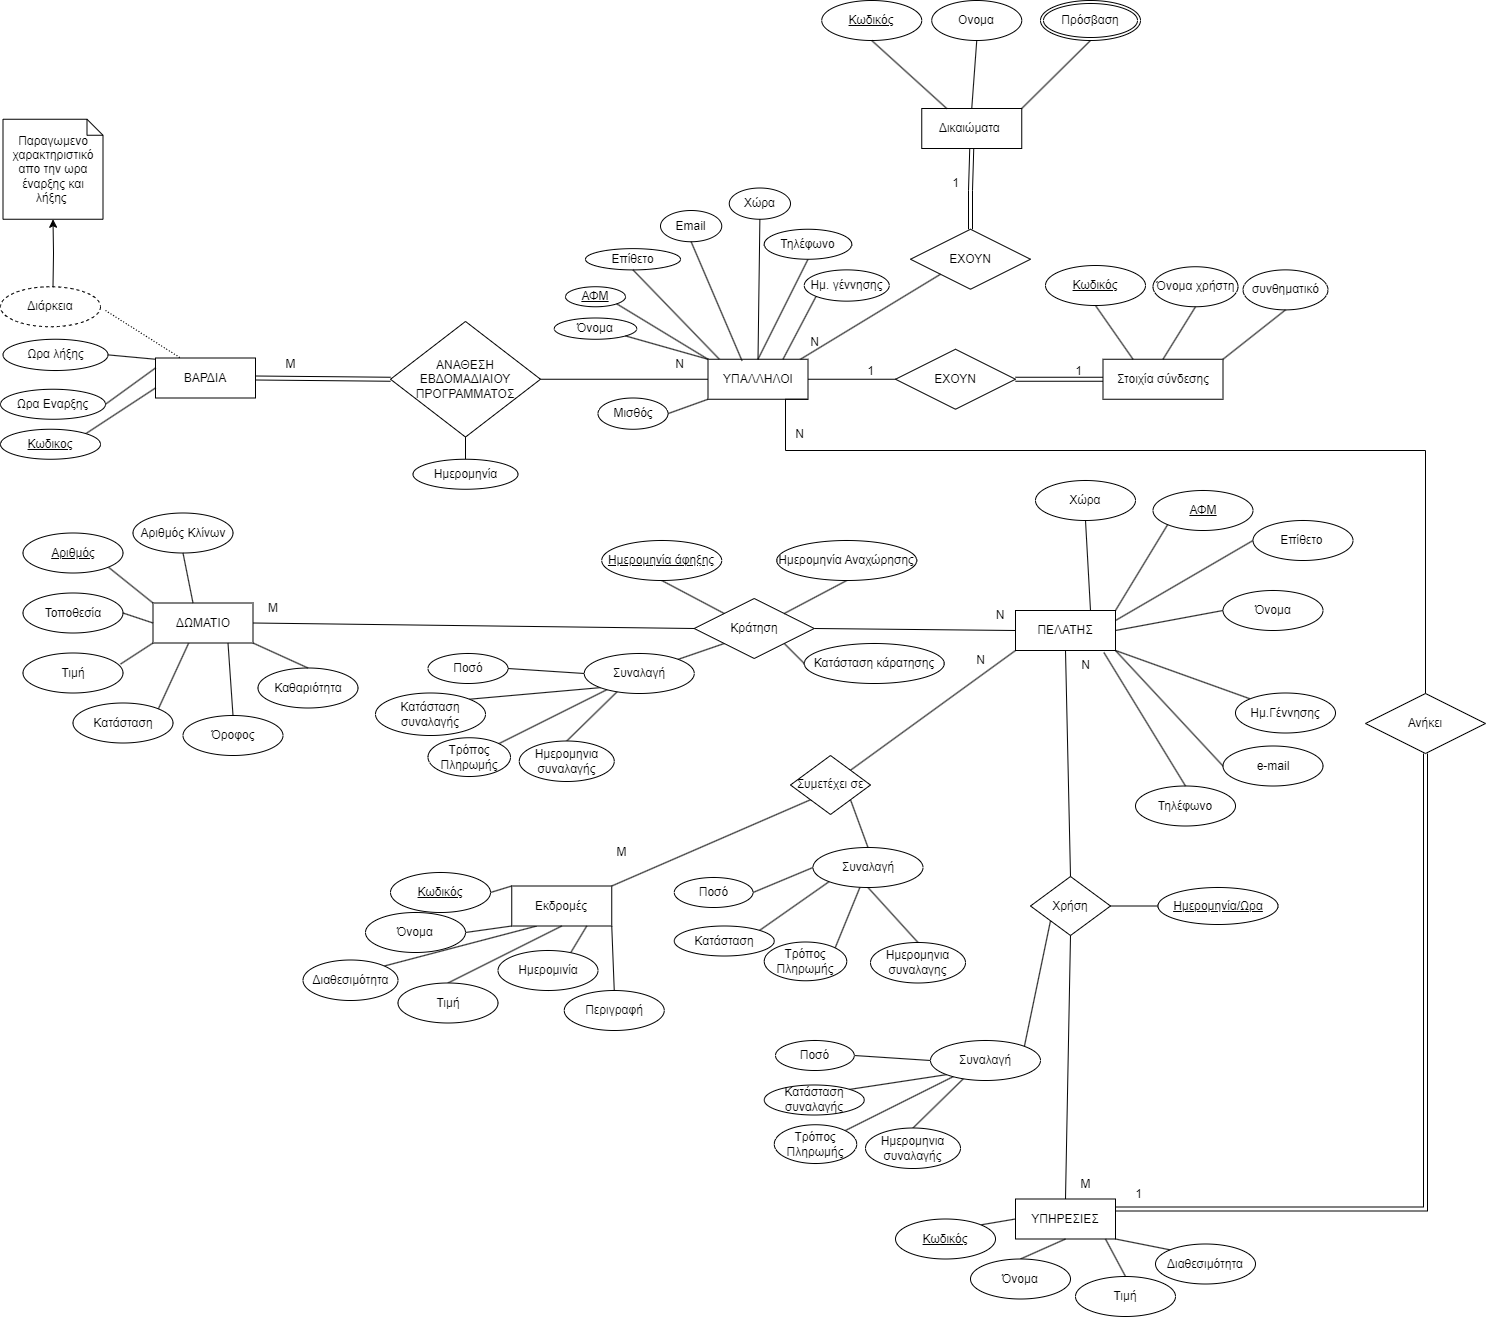 Κωδικός
Ονομα
Πρόσβαση
Δικαιώματα
1
Παραγωμενο
χαρακτηριστικό
απο την ωρα
έναρξης και
λήξης
Χώρα
Email
Τηλέφωνο
Επίθετο
ΕΧΟΥΝ
Ημ. γέννησης
ΑΦΜ
Όνομα
Κωδικός
Όνομα χρήστη
συνθηματικό
Διάρκεια
Ωρα λήξης
Ωρα Εναρξης
Κωδικος
ΒΑΡΔΙΑ
M
ΑΝΑΘΕΣΗ
ΕΒΔΟΜΑΔΙΑΙΟΥ
ΠΡΟΓΡΑΜΜΑΤΟΣ
N
N
ΥΠΑΛΛΗΛΟΙ
1
ΕΧΟΥΝ
1
Στοιχία σύνδεσης
Μισθός
N
Ημερομηνία
Χώρα
ΑΦΜ
Επίθετο
Όνομα
Αριθμός Κλίνων
Αριθμός
Ημερομηνία άφηξης
Ημερομηνία Αναχώρησης
Τοποθεσία
ΔΩΜΑΤΙΟ
M
Κράτηση
N
ΠΕΛΑΤΗΣ
N
N
Τιμή
Καθαριότητα
Κατάσταση
Όροφος
Ποσό
Συναλαγή
Κατάσταση κάρατησης
Κατάσταση
συναλαγής
Τρόπος
Πληρωμής
Ημερομηνια
συναλαγής
Ημ.Γέννησης
Ανήκει
e-mail
Τηλέφωνο
Συμετέχει σε
M
Συναλαγή
Ποσό
Κατάσταση
Τρόπος
Πληρωμής
Ημερομηνια
συναλαγης
Κωδικός
Εκδρομές
Όνομα
Διαθεσιμότητα
Τιμή
Ημερομινία
Περιγραφή
Χρήση
Ημερομηνία/Ωρα
Ποσό
Συναλαγή
Κατάσταση
συναλαγής
Τρόπος
Πληρωμής
Ημερομηνια
συναλαγής
M
1
ΥΠΗΡΕΣΙΕΣ
Κωδικός
Όνομα
Τιμή
Διαθεσιμότητα